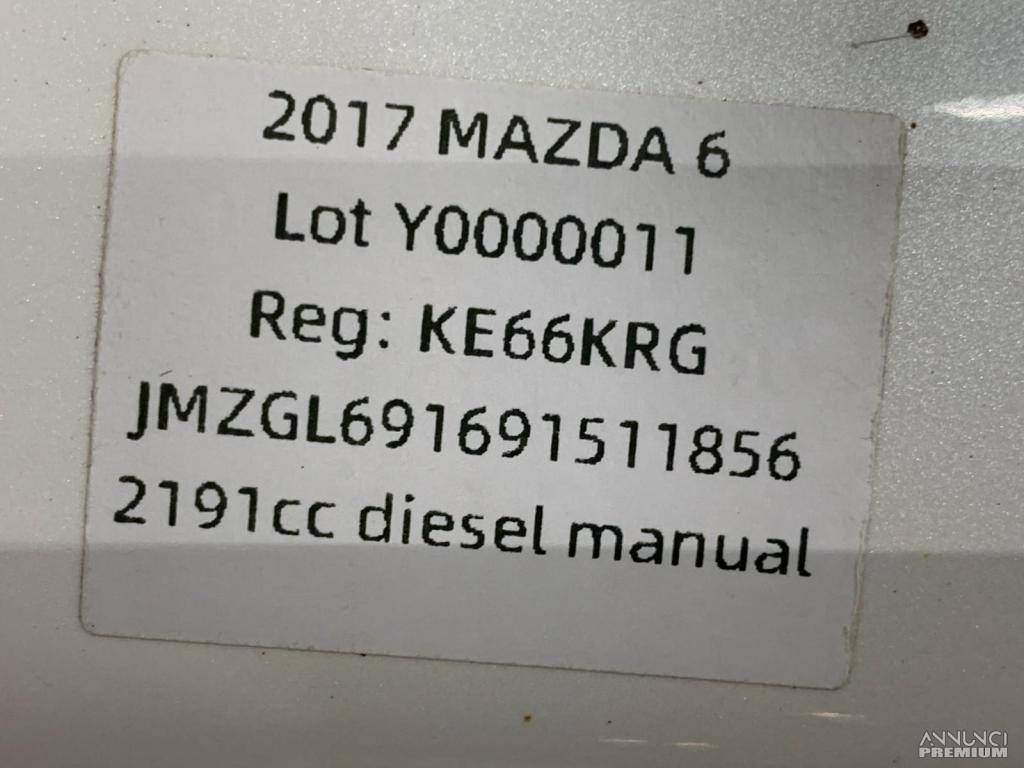 2017 MAZDA 6
Lot Y0000011
Reg: KE66KRG
JMZGL691691511856
2191cc diesel manual
ANNUNCI
PREMIUM